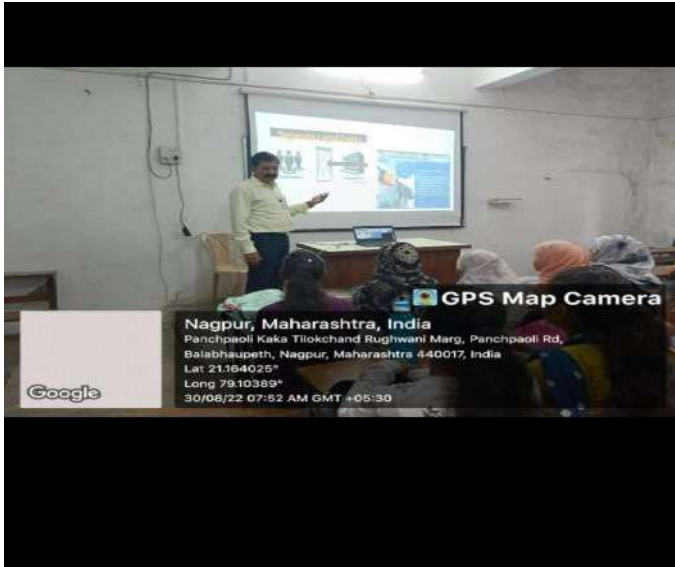 GPS Map Camera
Nagpur, Maharashtra, India
Panchpaoli Kaka Tilokchand Rughwani Marg, Panchpaoli Rd,
Balabhaupeth, Nagpur, Maharashtra 440017, India
Lat 21.164025°
Long 79.10389°
30/08/22 07:52 AM GMT +05:30
Google